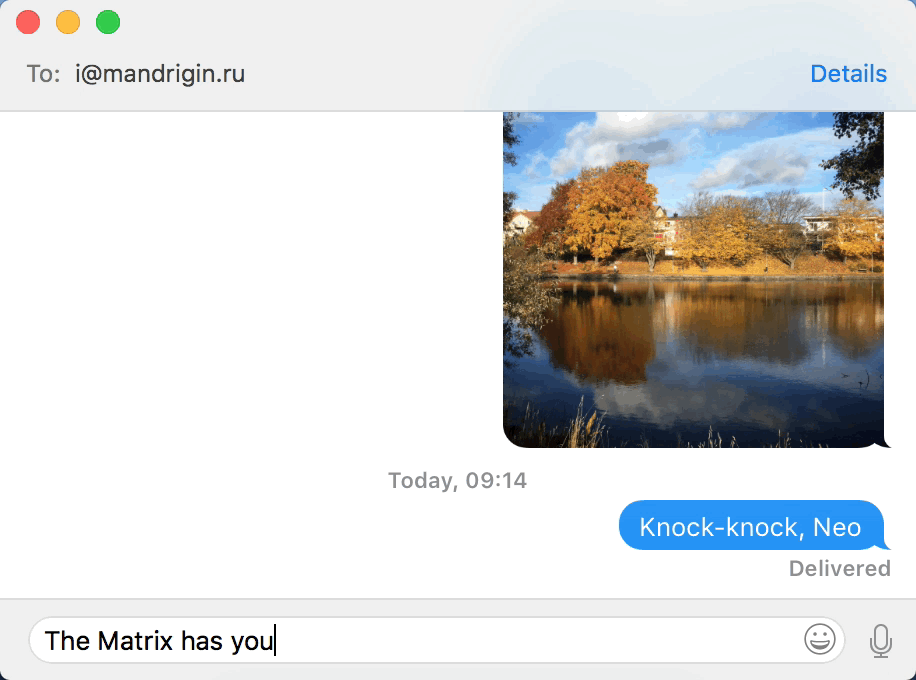 To: i@mandrigin.ru
Details
Today, 09:14
Knock-knock, Neo
Delivered
The Matrix has you